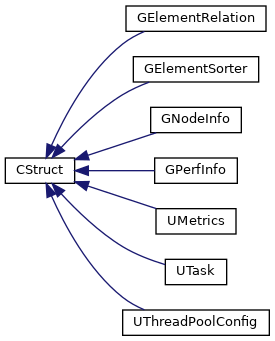 GElementRelation
GElementSorter
GNodeInfo
CStruct
GPerfInfo
UMetrics
UTask
UThreadPoolConfig